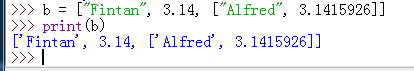 >>> b = ["Fintan", 3.14, ["Alfred", 3.1415926]]
>>> print(b)
['Fintan', 3.14, ['Alfred', 3.1415926]]
>>>